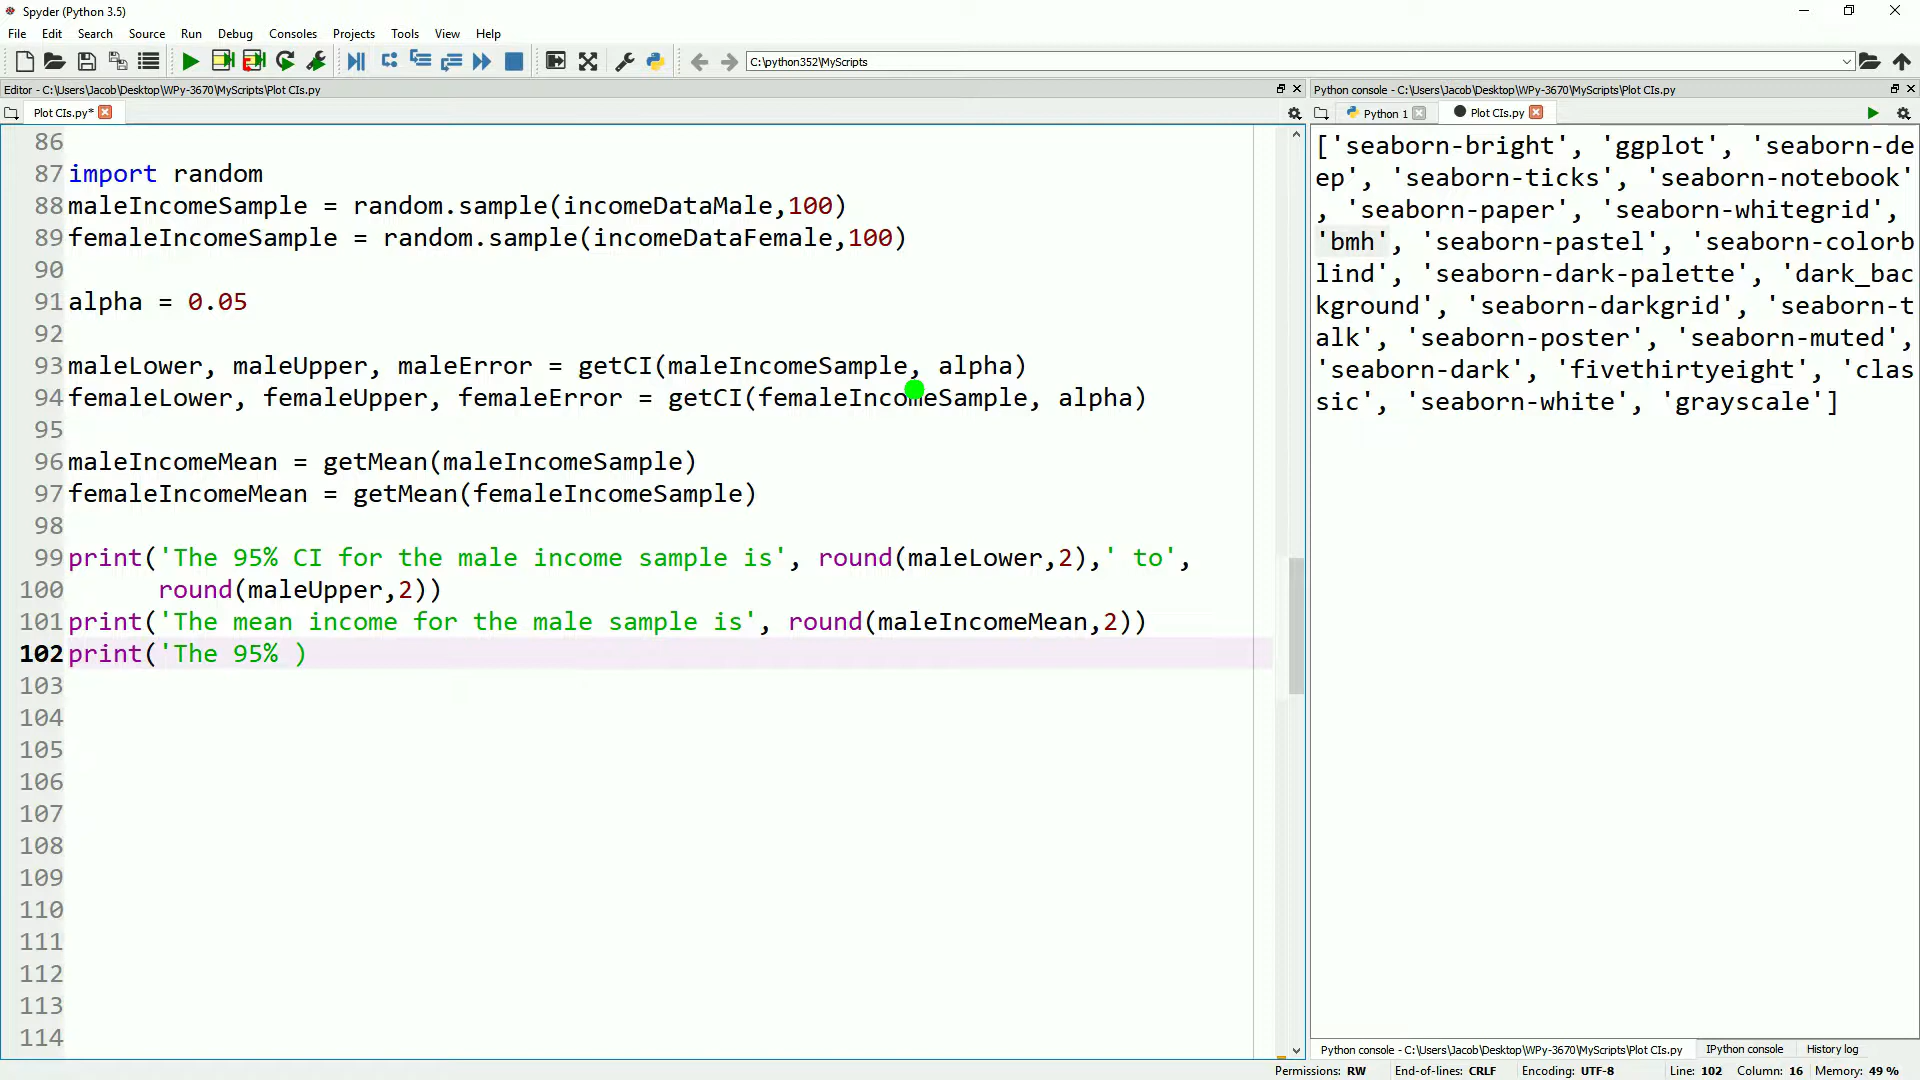 Spyder (Python 3.5)
File Edit Search Source Run Debug Consoles Projects Tools View Help
C:\python352\MyScripts
Editor - C:\Users\Jacob\Desktop\WPy-3670\MyScripts\Plot CIs.py
Plot CIs.py*
86
87 import random
88 maleIncomeSample = random.sample(incomeDataMale,100)
89 femaleIncomeSample = random.sample(incomeDataFemale,100)
90
91 alpha = 0.05
92
93 maleLower, maleUpper, maleError = getCI(maleIncomeSample, alpha)
94 femaleLower, femaleUpper, femaleError = getCI(femaleIncomeSample, alpha)
95
96 maleIncomeMean = getMean(maleIncomeSample)
97 femaleIncomeMean = getMean(femaleIncomeSample)
98
99 print('The 95% CI for the male income sample is', round(maleLower,2),' to',
100 round(maleUpper,2))
101 print('The mean income for the male sample is', round(maleIncomeMean,2))
102 print('The 95% )
103
104
105
106
107
108
109
110
111
112
113
114
Python console - C:\Users\Jacob\Desktop\WPy-3670\MyScripts\Plot CIs.py
Python 1 Plot CIs.py
['seaborn-bright', 'ggplot', 'seaborn-de
ep', 'seaborn-ticks', 'seaborn-notebook'
, 'seaborn-paper', 'seaborn-whitegrid',
'bmh', 'seaborn-pastel', 'seaborn-colorb
lind', 'seaborn-dark-palette', 'dark_bac
kground', 'seaborn-darkgrid', 'seaborn-t
alk', 'seaborn-poster', 'seaborn-muted',
'seaborn-dark', 'fivethirtyeight', 'clas
sic', 'seaborn-white', 'grayscale']
Python console - C:\Users\Jacob\Desktop\WPy-3670\MyScripts\Plot CIs.py IPython console History log
Permissions: RW End-of-lines: CRLF Encoding: UTF-8 Line: 102 Column: 16 Memory: 49 %